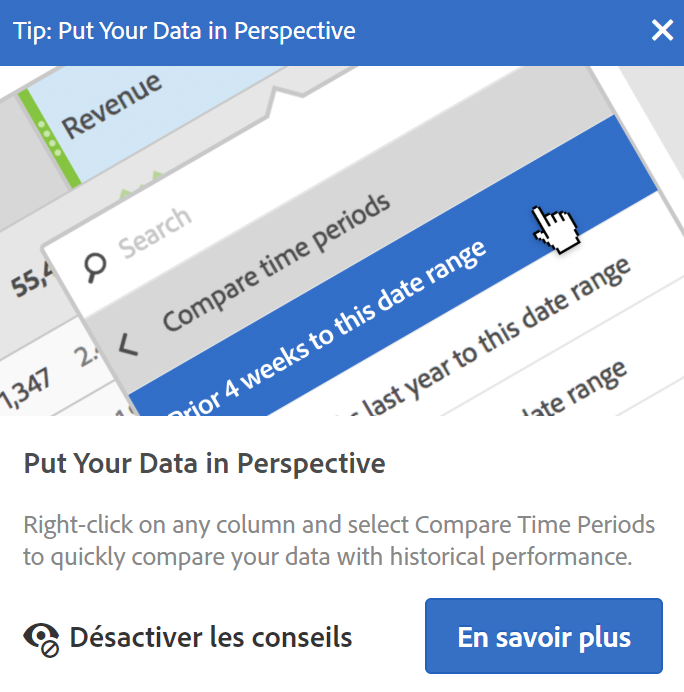 Tip: Put Your Data in Perspective
Revenue
Search
Compare time periods
Prior 4 weeks to this date range
last year to this date range
date range
1,347
Put Your Data in Perspective
Right-click on any column and select Compare Time Periods
to quickly compare your data with historical performance.
Désactiver les conseils
En savoir plus